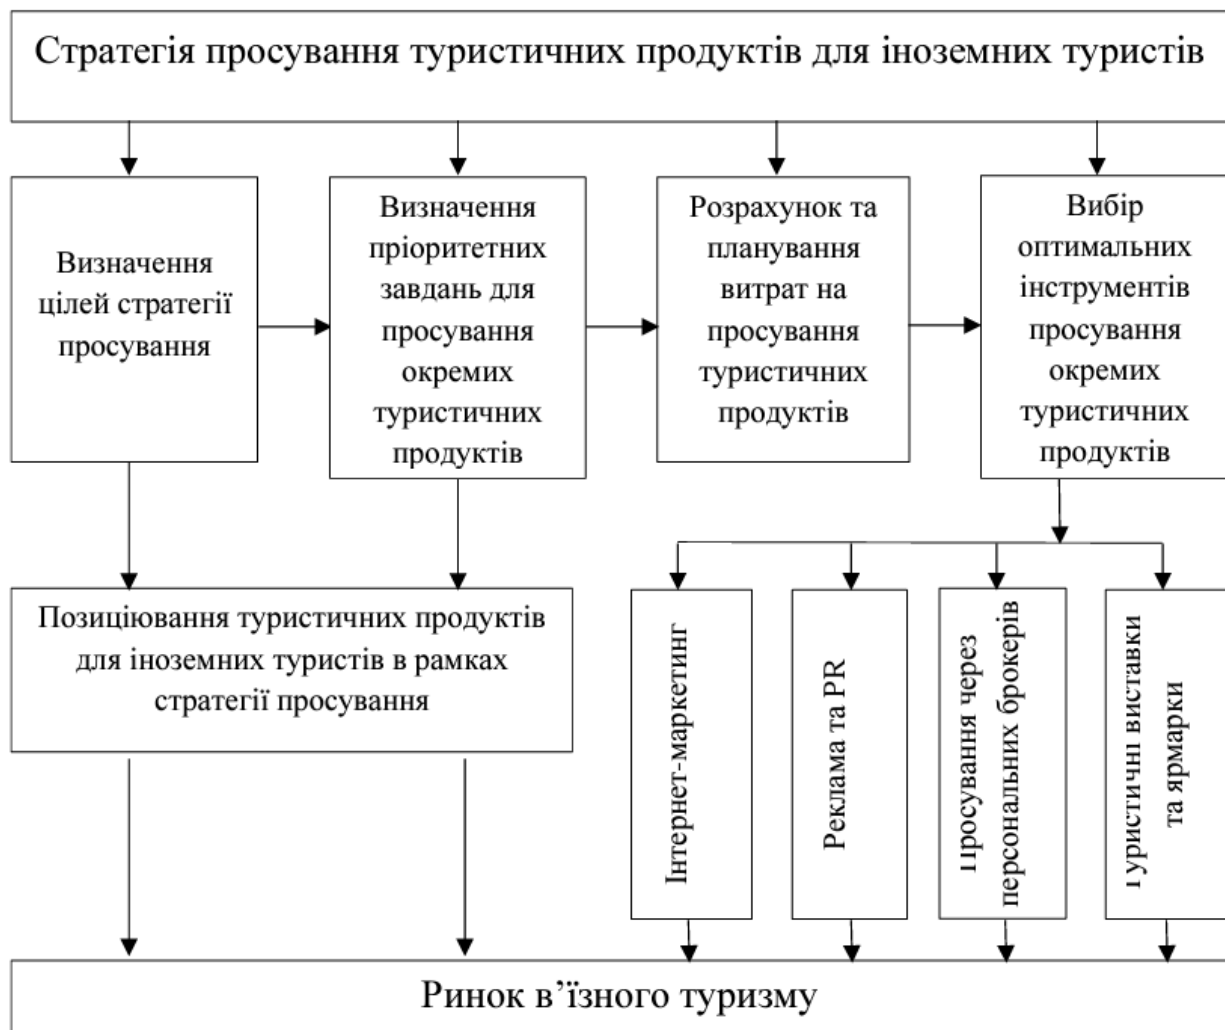 Стратегія просування туристичних продуктів для іноземних туристів
Визначення
цілей стратегії
просування
Визначення
пріоритетних
завдань для
просування
окремих
туристичних
продуктів
Розрахунок та
планування
витрат на
просування
туристичних
продуктів
Вибір
оптимальних
інструментів
просування
окремих
туристичних
продуктів
Позиціювання туристичних продуктів
для іноземних туристів в рамках
стратегії просування
Інтернет-маркетинг
Реклама та PR
Просування через
персональних брокерів
Туристичні виставки
та ярмарки
Ринок в’їзного туризму